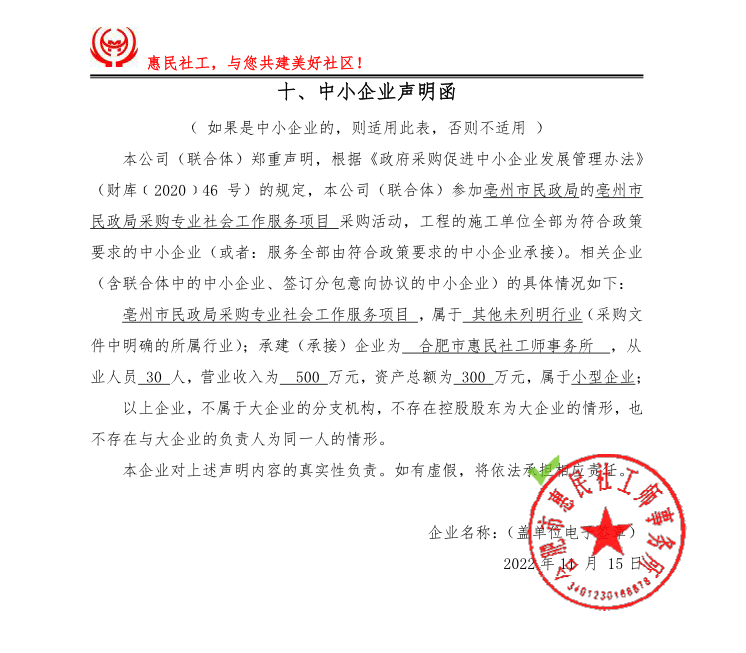 惠民社工，与您共建美好社区！
十、中小企业声明函
（ 如果是中小企业的，则适用此表，否则不适用 ）
本公司（联合体）郑重声明，根据《政府采购促进中小企业发展管理办法》
（财库﹝2020﹞46 号）的规定，本公司（联合体）参加亳州市民政局的亳州市
民政局采购专业社会工作服务项目 采购活动，工程的施工单位全部为符合政策
要求的中小企业（或者：服务全部由符合政策要求的中小企业承接）。相关企业
（含联合体中的中小企业、签订分包意向协议的中小企业）的具体情况如下：
亳州市民政局采购专业社会工作服务项目 ，属于 其他未列明行业（采购文
件中明确的所属行业）；承建（承接）企业为 合肥市惠民社工师事务所 ，从
业人员 30 人，营业收入为 500 万元，资产总额为 300 万元，属于小型企业；
以上企业，不属于大企业的分支机构，不存在控股股东为大企业的情形，也
不存在与大企业的负责人为同一人的情形。
本企业对上述声明内容的真实性负责。如有虚假，将依法承担相应责任。
企业名称：（盖单位电子签章）
2022 年 11 月 15 日
合肥市惠民社工师事务所